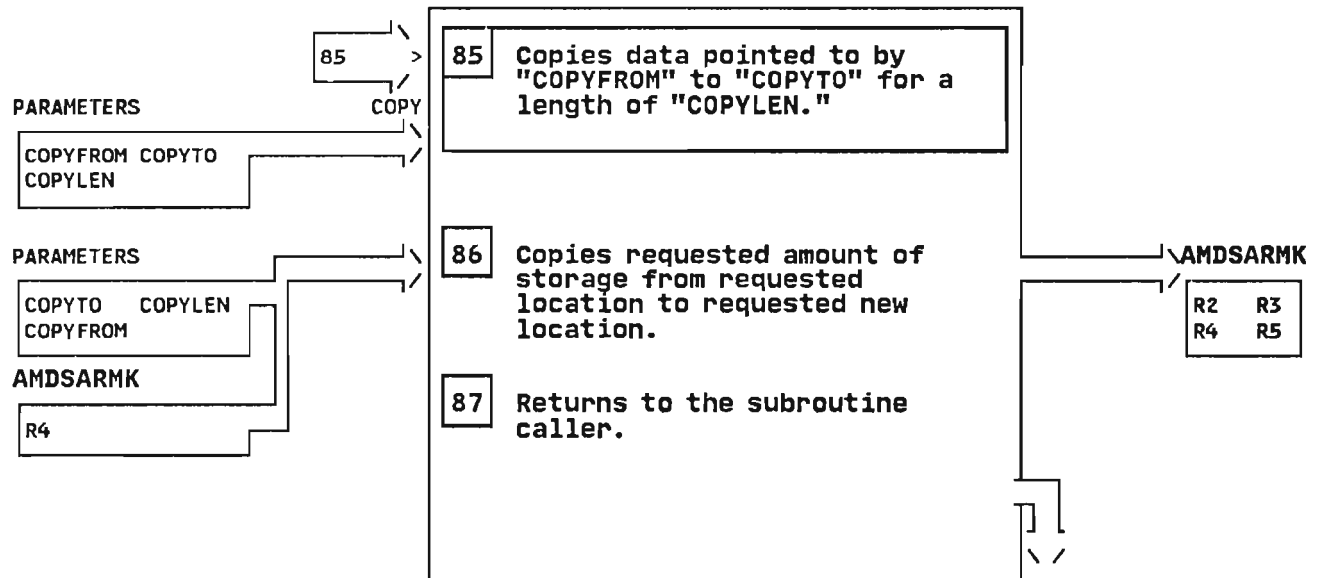 85 > 85 Copies data pointed to by
"COPYFROM" to "COPYTO" for a
length of "COPYLEN."
PARAMETERS COPY
COPYFROM COPYTO
COPYLEN
PARAMETERS
COPYTO COPYLEN
COPYFROM
AMDSARMK
R4
86 Copies requested amount of
storage from requested
location to requested new
location.
87 Returns to the subroutine
caller.
AMDSARMK
R2 R3
R4 R5